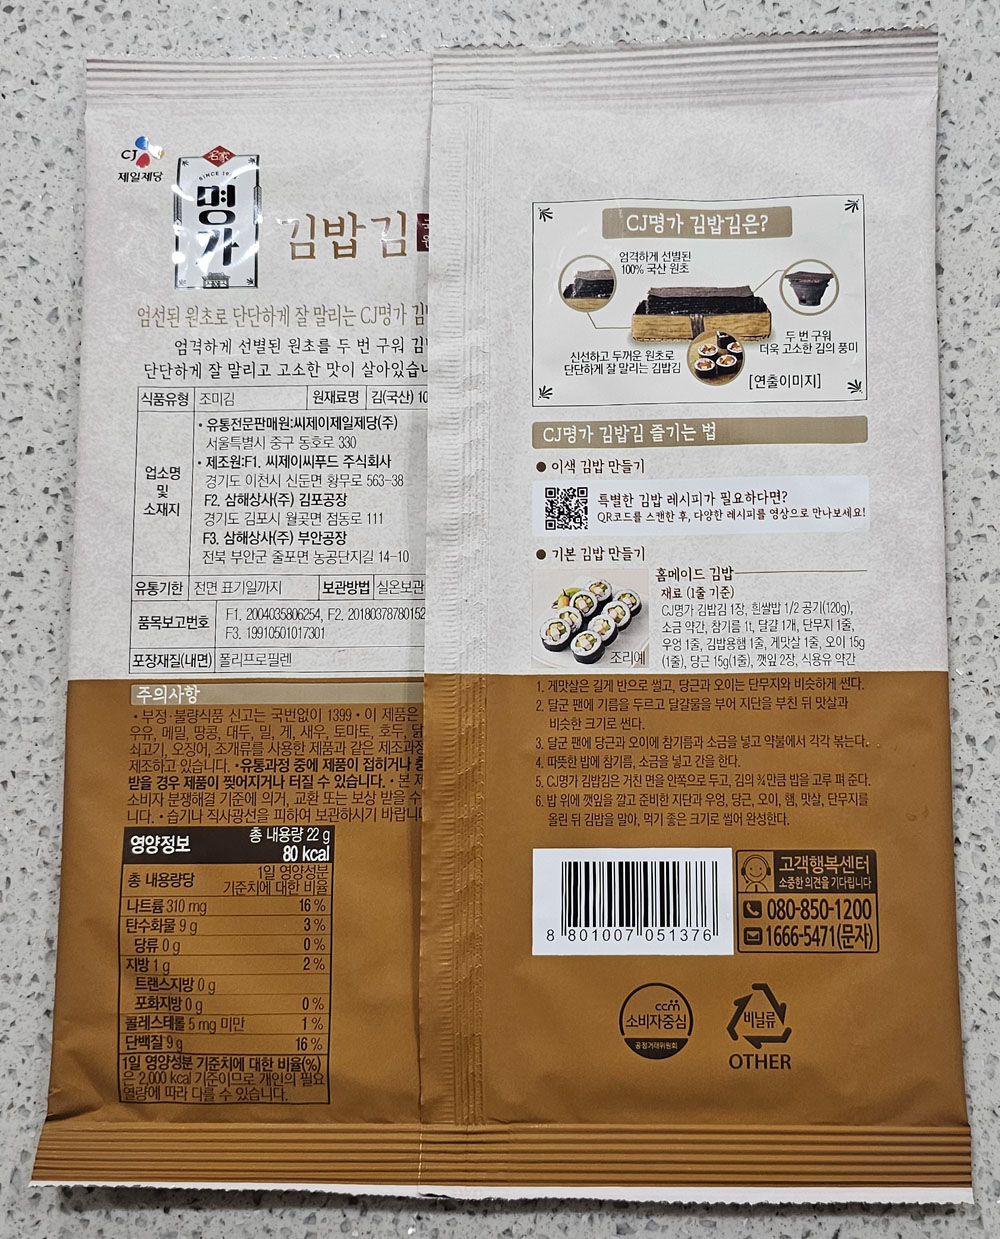 CJ
제일제당
名家
SINCE
명가
김밥김
엄선된 원초로 단단하게 잘 말리는 CJ명가
엄격하게 선별된 원초를 두 번 구워
단단하게 잘 말리고 고소한 맛이
식품유형 조미김 원재료명 김(국산)
업소명 및 소재지
• 유통전문판매원:씨제이제일제당(주)
서울특별시 중구 동호로 330
• 제조원:F1. 씨제이씨푸드 주식회사
경기도 이천시 신둔면 황무로 563-38
F2. 삼해상사(주) 김포공장
경기도 김포시 월곶면 점동로 111
F3. 삼해상사(주) 부안공장
전북 부안군 줄포면 농공단지길 14-10
유통기한 전면 표기일까지 보관방법 실온보관
품목보고번호 F1. 2004035806254, F2. 2018037878015
F3. 19910501017301
포장재질(내면) 폴리프로필렌
주의사항
• 부정·불량식품 신고는 국번없이 1399 • 이 제품은
우유, 메밀, 땅콩, 대두, 밀, 게, 새우, 토마토, 호두,
쇠고기, 오징어, 조개류를 사용한 제품과 같은
제조하고 있습니다. •유통과정 중에 제품이 접히거나
받을 경우 제품이 찢어지거나 터질 수 있습니다. • 본
소비자 분쟁해결 기준에 의거, 교환 또는 보상 받을
니다. • 습기나 직사광선을 피하여 보관하시기
영양정보 총 내용량 22 g
80 kcal
총 내용량당 1일 영양성분
기준치에 대한 비율
나트륨 310 mg 16 %
탄수화물 9 g 3 %
당류 0 g 0 %
지방 1 g 2 %
트랜스지방 0 g
포화지방 0 g 0 %
콜레스테롤 5 mg 미만 1 %
단백질 9 g 16 %
1일 영양성분 기준치에 대한 비율(%)
은 2,000 kcal 기준이므로 개인의 필요
열량에 따라 다를 수 있습니다.
CJ명가 김밥김은?
엄격하게 선별된
100% 국산 원초
두 번 구워
더욱 고소한 김의 풍미
신선하고 두꺼운 원초로
단단하게 잘 말리는 김밥김
[연출이미지]
CJ명가 김밥김 즐기는 법
● 이색 김밥 만들기
특별한 김밥 레시피가 필요하다면?
QR코드를 스캔한 후, 다양한 레시피를 영상으로 만나보세요!
● 기본 김밥 만들기
홈메이드 김밥
재료 (1줄 기준)
CJ명가 김밥김 1장, 흰쌀밥 1/2 공기(120g),
소금 약간, 참기름 1t, 달걀 1개, 단무지 1줄,
우엉 1줄, 김밥용햄 1줄, 게맛살 1줄, 오이 15g
(1줄), 당근 15g(1줄), 깻잎 2장, 식용유 약간
조리예
1. 게맛살은 길게 반으로 썰고, 당근과 오이는 단무지와 비슷하게 썬다.
2. 달군 팬에 기름을 두르고 달걀물을 부어 지단을 부친 뒤 맛살과
비슷한 크기로 썬다.
3. 달군 팬에 당근과 오이에 참기름과 소금을 넣고 약불에서 각각 볶는다.
4. 따뜻한 밥에 참기름, 소금을 넣고 간을 한다.
5. CJ명가 김밥김은 거친 면을 안쪽으로 두고, 김의 ¾만큼 밥을 고루 펴 준다.
6. 밥 위에 깻잎을 깔고 준비한 지단과 우엉, 당근, 오이, 햄, 맛살, 단무지를
올린 뒤 김밥을 말아, 먹기 좋은 크기로 썰어 완성한다.
8 801007 051376
고객행복센터
소중한 의견을 기다립니다
080-850-1200
1666-5471(문자)
ccm
소비자중심
공정거래위원회
비닐류
OTHER